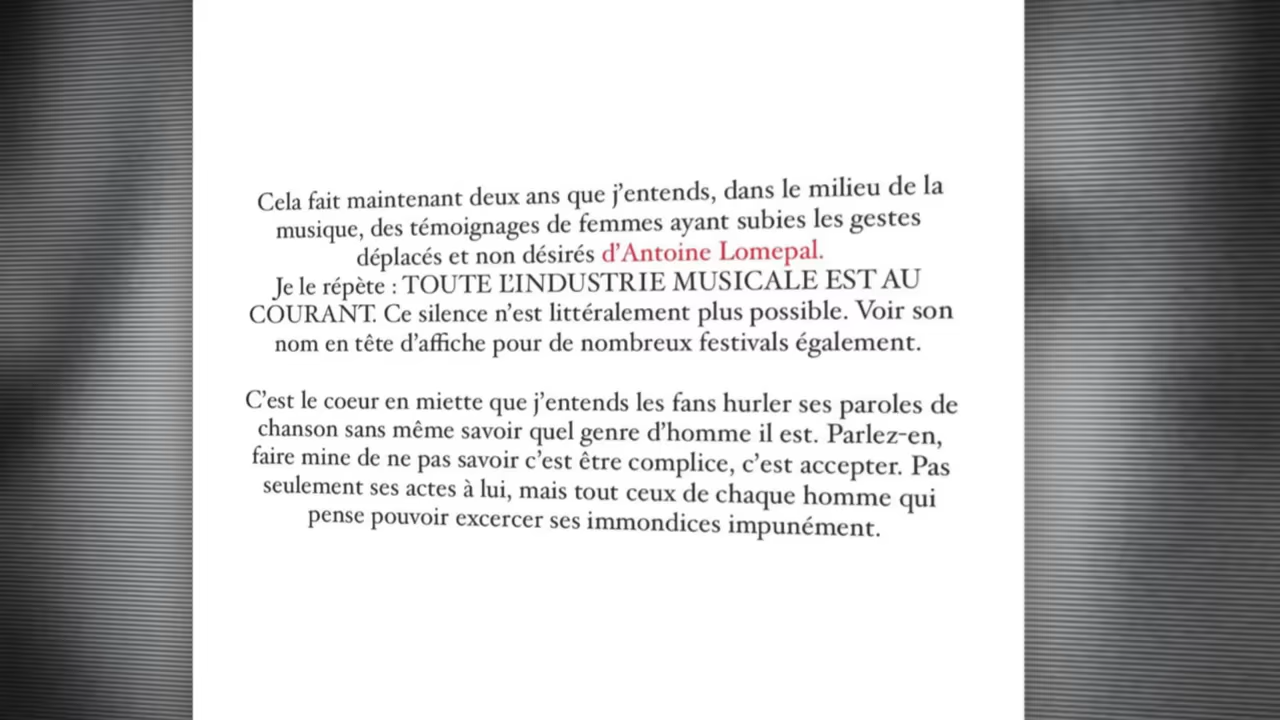 Cela fait maintenant deux ans que j’entends, dans le milieu de la
musique, des témoignages de femmes ayant subies les gestes
déplacés et non désirés d’Antoine Lomepal.
Je le répète : TOUTE L’INDUSTRIE MUSICALE EST AU
COURANT. Ce silence n’est littéralement plus possible. Voir son
nom en tête d’affiche pour de nombreux festivals également.
C’est le coeur en miette que j’entends les fans hurler ses paroles de
chanson sans même savoir quel genre d’homme il est. Parlez-en,
faire mine de ne pas savoir c’est être complice, c’est accepter. Pas
seulement ses actes à lui, mais tout ceux de chaque homme qui
pense pouvoir excercer ses immondices impunément.